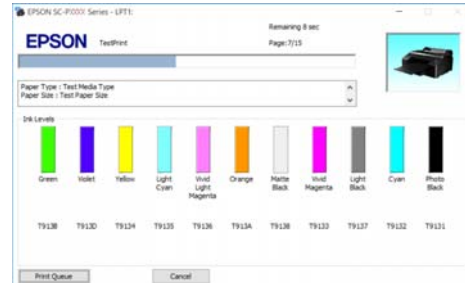 EPSON SC-PXXXX Series - LPT1:
Remaining 8 sec
EPSON TestPrint Page:7/15
Paper Type : Test Media Type
Paper Size : Test Paper Size
Ink Levels
Green Violet Yellow Light Cyan Vivid Light Magenta Orange Matte Black Vivid Magenta Light Black Cyan Photo Black
T913B T913D T9134 T9135 T9136 T913A T9138 T9133 T9137 T9132 T9131
Print Queue Cancel